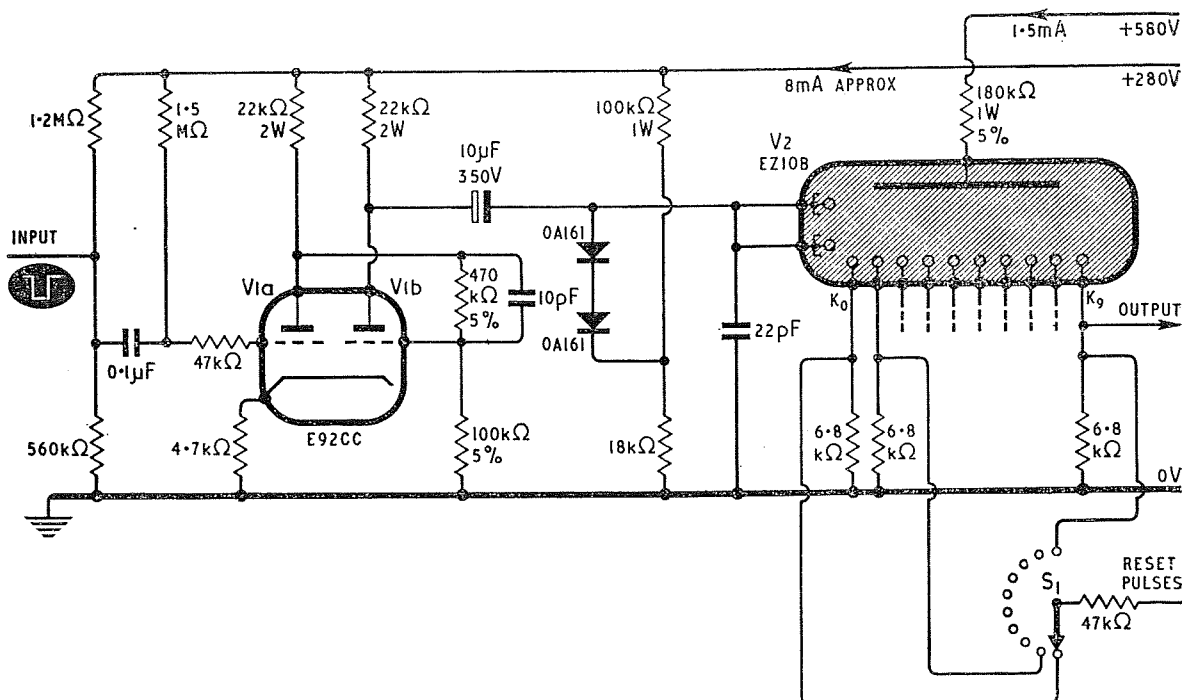 1·5mA
+580V
8mA APPROX
+280V
1·2MΩ
1·5
MΩ
22kΩ
2W
22kΩ
2W
100kΩ
1W
180kΩ
1W
5%
V2
EZ10B
10μF
350V
INPUT
V1a
V1b
470
kΩ
5%
10pF
OA161
OA161
22pF
K0
K9
OUTPUT
0·1μF
47kΩ
E92CC
560kΩ
4·7kΩ
100kΩ
5%
18kΩ
6·8
kΩ
6·8
kΩ
6·8
kΩ
0V
S1
RESET
PULSES
47kΩ